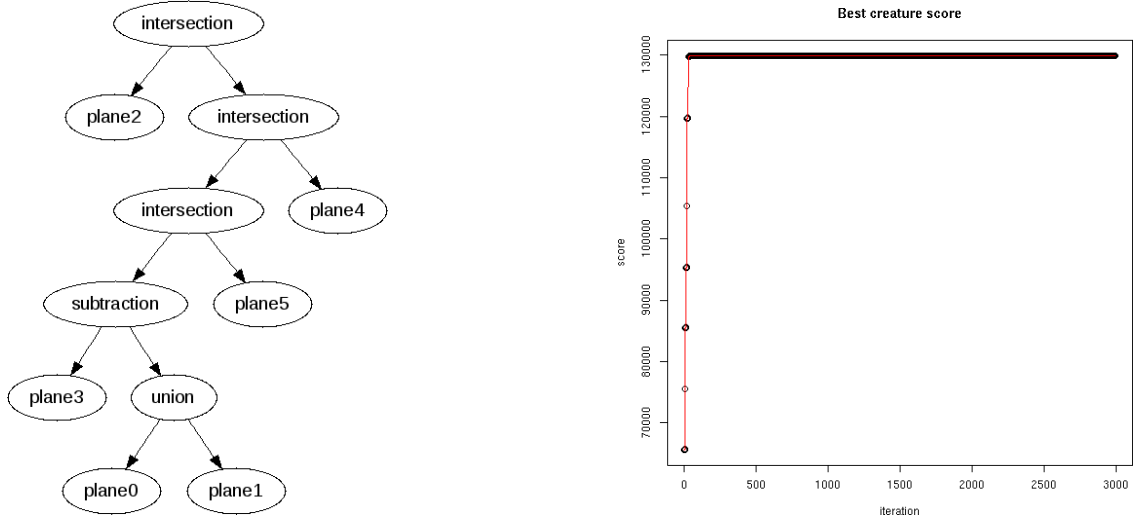 intersection
plane2
intersection
intersection
plane4
subtraction
plane5
plane3
union
plane0
plane1
Best creature score
score
130000
120000
110000
100000
90000
80000
70000
0 500 1000 1500 2000 2500 3000
iteration